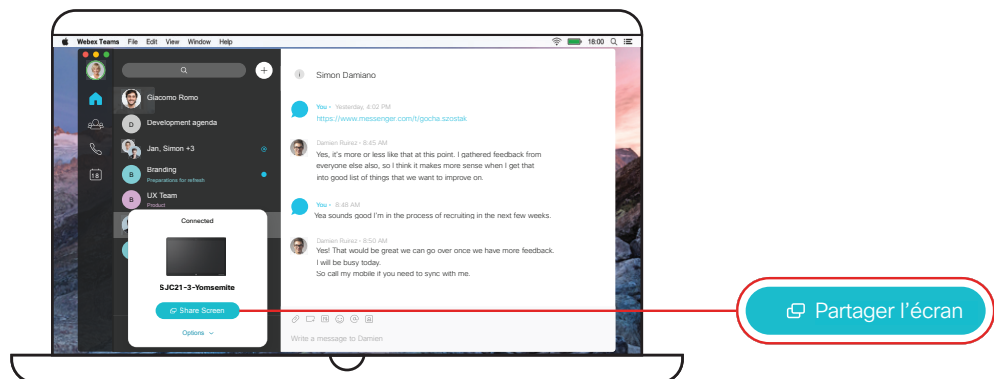 Webex Teams File Edit View Window Help 18:00
Giacomo Romo
D Development agenda
Jan, Simon +3
B Branding
Preparations for refresh
B UX Team
Product
18
Connected
SJC21-3-Yomsemite
Share Screen
Options
Simon Damiano
You • Yesterday, 4:02 PM
https://www.messenger.com/t/gocha.szostak
Damien Ruirez • 8:45 AM
Yes, it's more or less like that at this point. I gathered feedback from
everyone else also, so I think it makes more sense when I get that
into good list of things that we want to improve on.
You • 8:48 AM
Yea sounds good I'm in the process of recruiting in the next few weeks.
Damien Ruirez • 8:50 AM
Yes! That would be great we can go over once we have more feedback.
I will be busy today.
So call my mobile if you need to sync with me.
Write a message to Damien
Partager l'écran